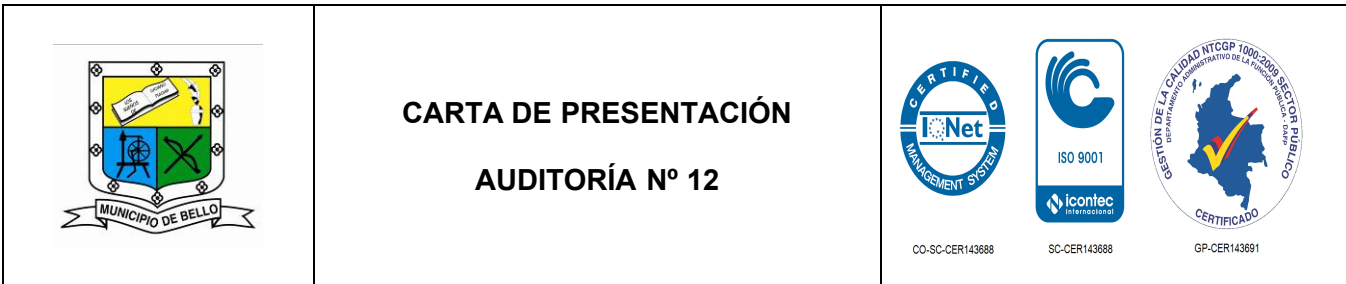 MUNICIPIO DE BELLO
CARTA DE PRESENTACIÓN
AUDITORÍA Nº 12
CERTIFIED
IQNet
MANAGEMENT SYSTEM
CO-SC-CER143688
ISO 9001
icontec
internacional
SC-CER143688
GESTIÓN DE LA CALIDAD NTCGP 1000:2009 SECTOR PÚBLICO
DEPARTAMENTO ADMINISTRATIVO DE LA FUNCIÓN PÚBLICA - DAFP
CERTIFICADO
GP-CER143691